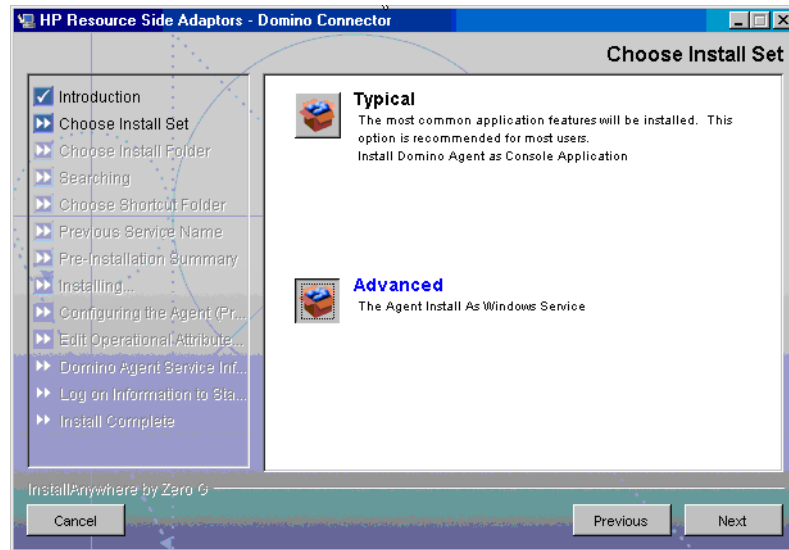 HP Resource Side Adaptors - Domino Connector
Choose Install Set
Introduction
Choose Install Set
Choose Install Folder
Searching
Choose Shortcut Folder
Previous Service Name
Pre-Installation Summary
Installing...
Configuring the Agent (Pr...
Edit Operational Attribute...
Domino Agent Service Inf...
Log on Information to Sta...
Install Complete
Typical
The most common application features will be installed. This
option is recommended for most users.
Install Domino Agent as Console Application
Advanced
The Agent Install As Windows Service
InstallAnywhere by Zero G
Cancel
Previous
Next